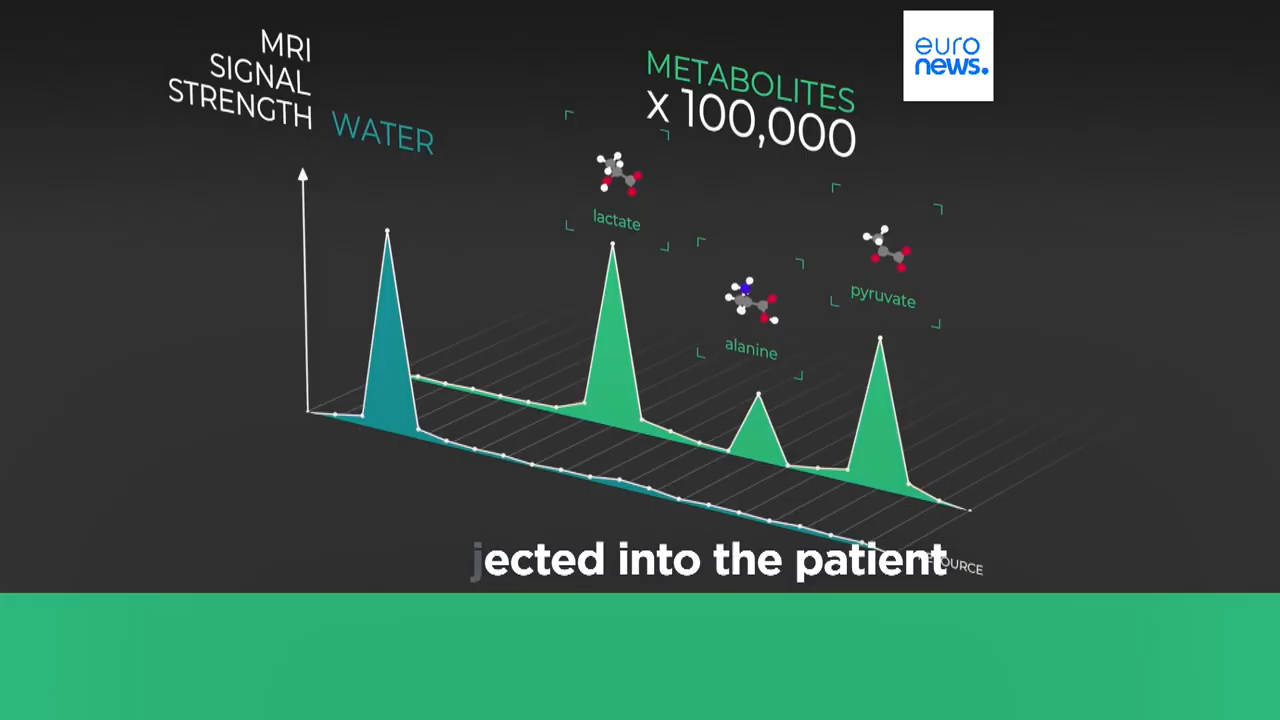 MRI
SIGNAL
STRENGTH
WATER
METABOLITES
x 100,000
euro
news.
lactate
alanine
pyruvate
jected into the patient